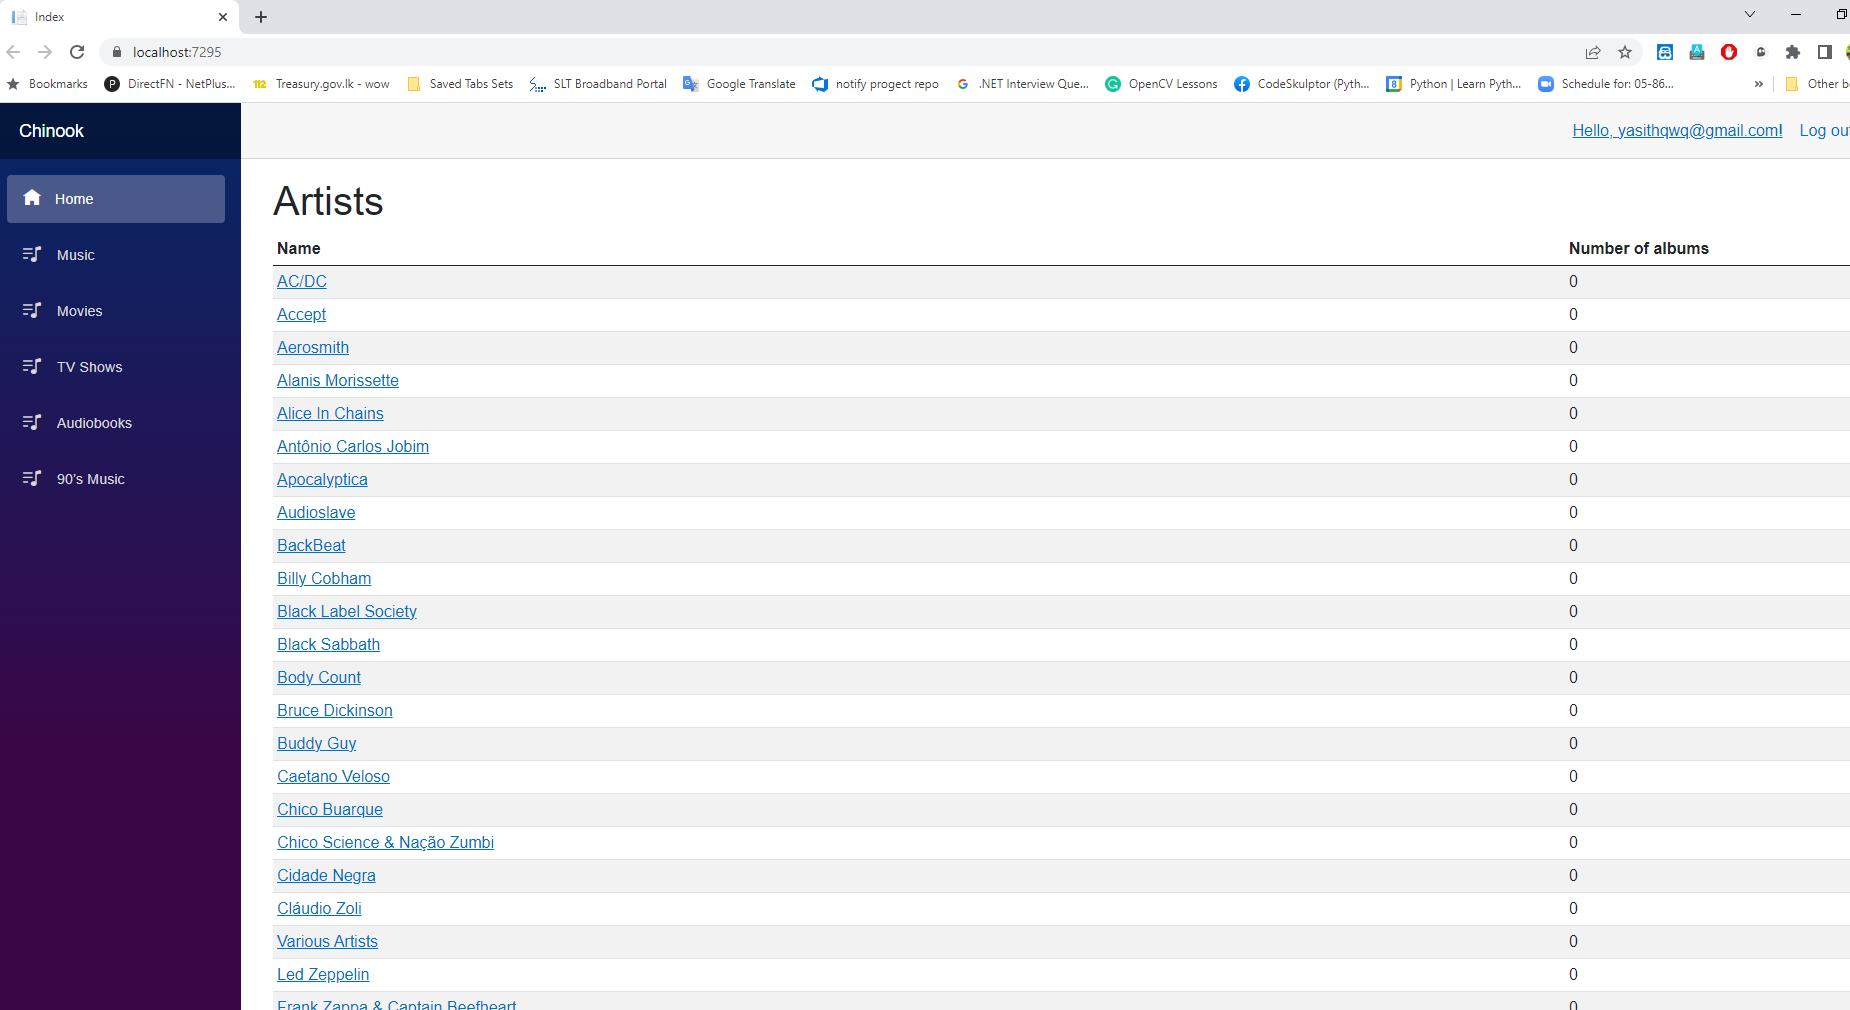 Index
localhost:7295
Bookmarks DirectFN - NetPlus... Treasury.gov.lk - wow Saved Tabs Sets SLT Broadband Portal Google Translate notify progect repo .NET Interview Que... OpenCV Lessons CodeSkulptor (Pyth... Python | Learn Pyth... Schedule for: 05-86... » Other b
Chinook
Hello, yasithqwq@gmail.com! Log out
Home
Music
Movies
TV Shows
Audiobooks
90's Music
Artists
Name Number of albums
AC/DC 0
Accept 0
Aerosmith 0
Alanis Morissette 0
Alice In Chains 0
Antônio Carlos Jobim 0
Apocalyptica 0
Audioslave 0
BackBeat 0
Billy Cobham 0
Black Label Society 0
Black Sabbath 0
Body Count 0
Bruce Dickinson 0
Buddy Guy 0
Caetano Veloso 0
Chico Buarque 0
Chico Science & Nação Zumbi 0
Cidade Negra 0
Cláudio Zoli 0
Various Artists 0
Led Zeppelin 0
Frank Zappa & Captain Beefheart 0